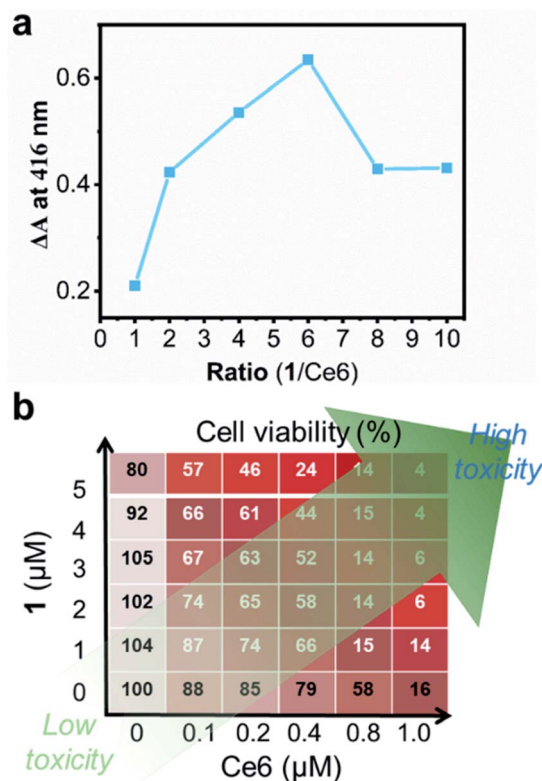 a
0.6
0.4
0.2
ΔA at 416 nm
0 1 2 3 4 5 6 7 8 9 10
Ratio (1/Ce6)
b
Cell viability (%)
High
toxicity
5 80 57 46 24 14 4
4 92 66 61 44 15 4
3 105 67 63 52 14 6
2 102 74 65 58 14 6
1 104 87 74 66 15 14
0 100 88 85 79 58 16
1 (μM)
Low
toxicity
0 0.1 0.2 0.4 0.8 1.0
Ce6 (μM)